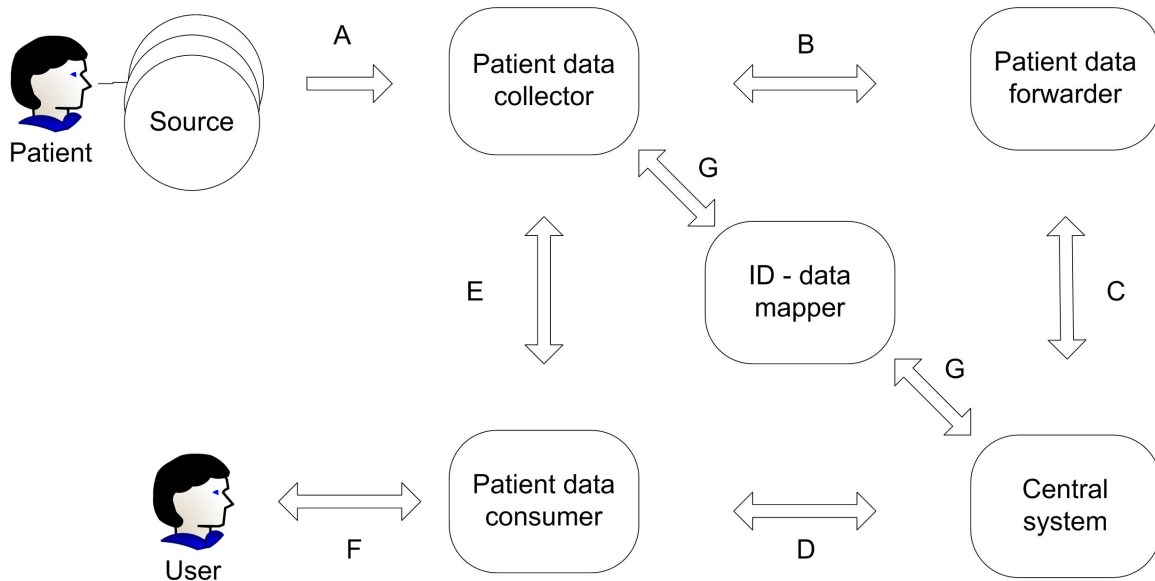 A
B
Patient data
collector
Patient data
forwarder
Source
Patient
G
ID - data
mapper
E
C
G
Patient data
consumer
Central
system
F
D
User